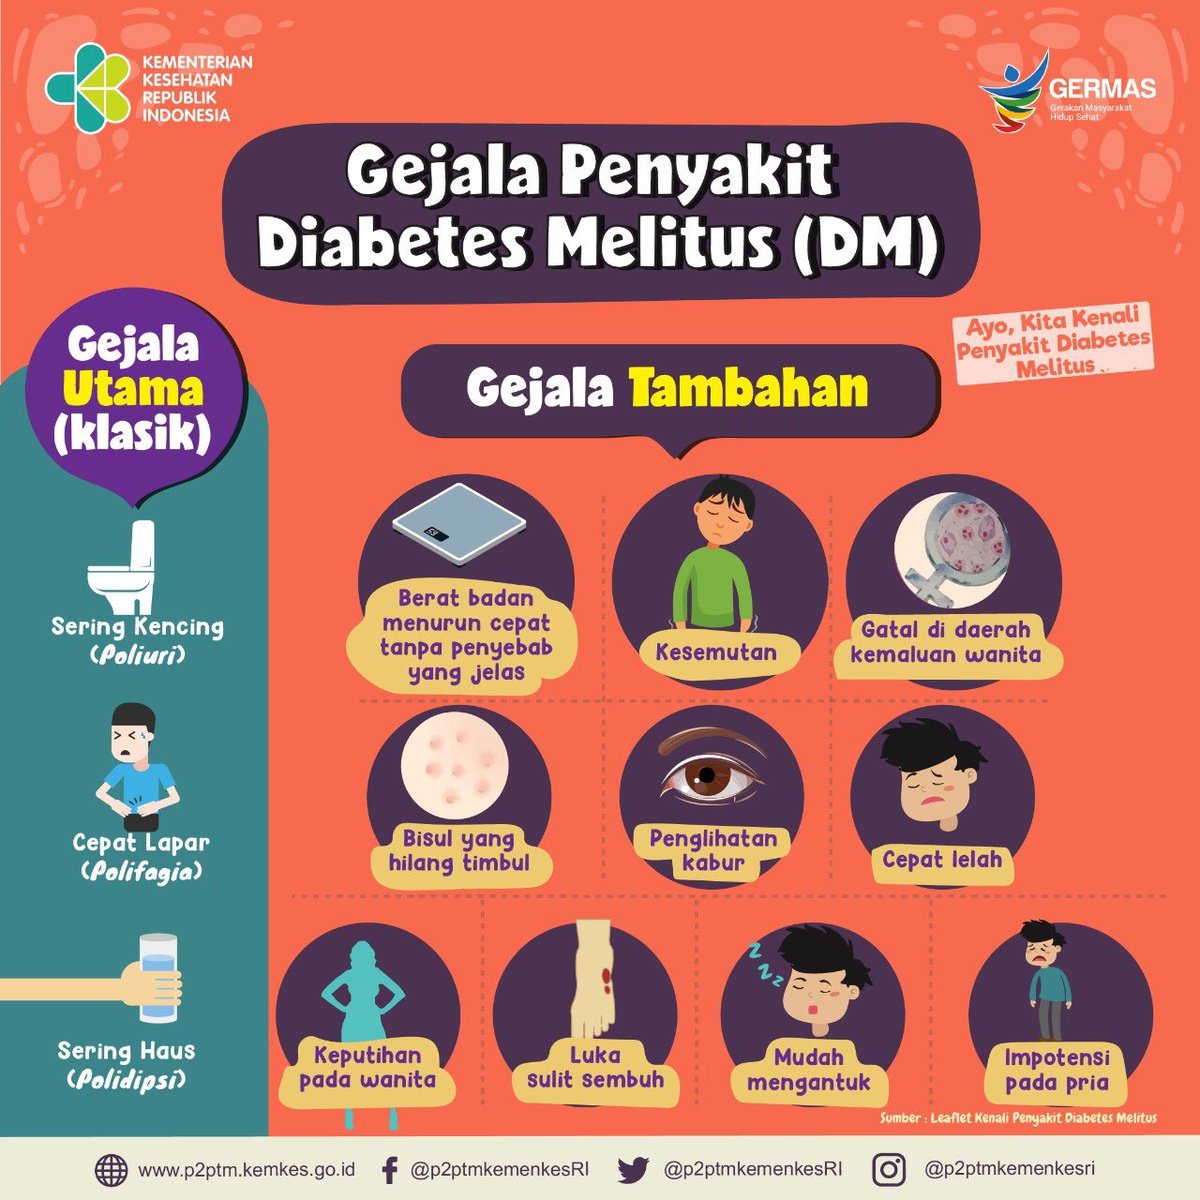 KEMENTERIAN
KESEHATAN
REPUBLIK
INDONESIA
GERMAS
Gerakan Masyarakat
Hidup Sehat
Gejala Penyakit
Diabetes Melitus (DM)
Ayo, Kita Kenali
Penyakit Diabetes
Melitus
Gejala
Utama
(klasik)
Sering Kencing
(Poliuri)
Cepat Lapar
(Polifagia)
Sering Haus
(Polidipsi)
Gejala Tambahan
Berat badan
menurun cepat
tanpa penyebab
yang jelas
Kesemutan
Gatal di daerah
kemaluan wanita
Bisul yang
hilang timbul
Penglihatan
kabur
Cepat lelah
Keputihan
pada wanita
Luka
sulit sembuh
z z z
Mudah
mengantuk
Impotensi
pada pria
Sumber : Leaflet Kenali Penyakit Diabetes Melitus
www.p2ptm.kemkes.go.id
@p2ptmkemenkesRI
@p2ptmkemenkesRI
@p2ptmkemenkesri